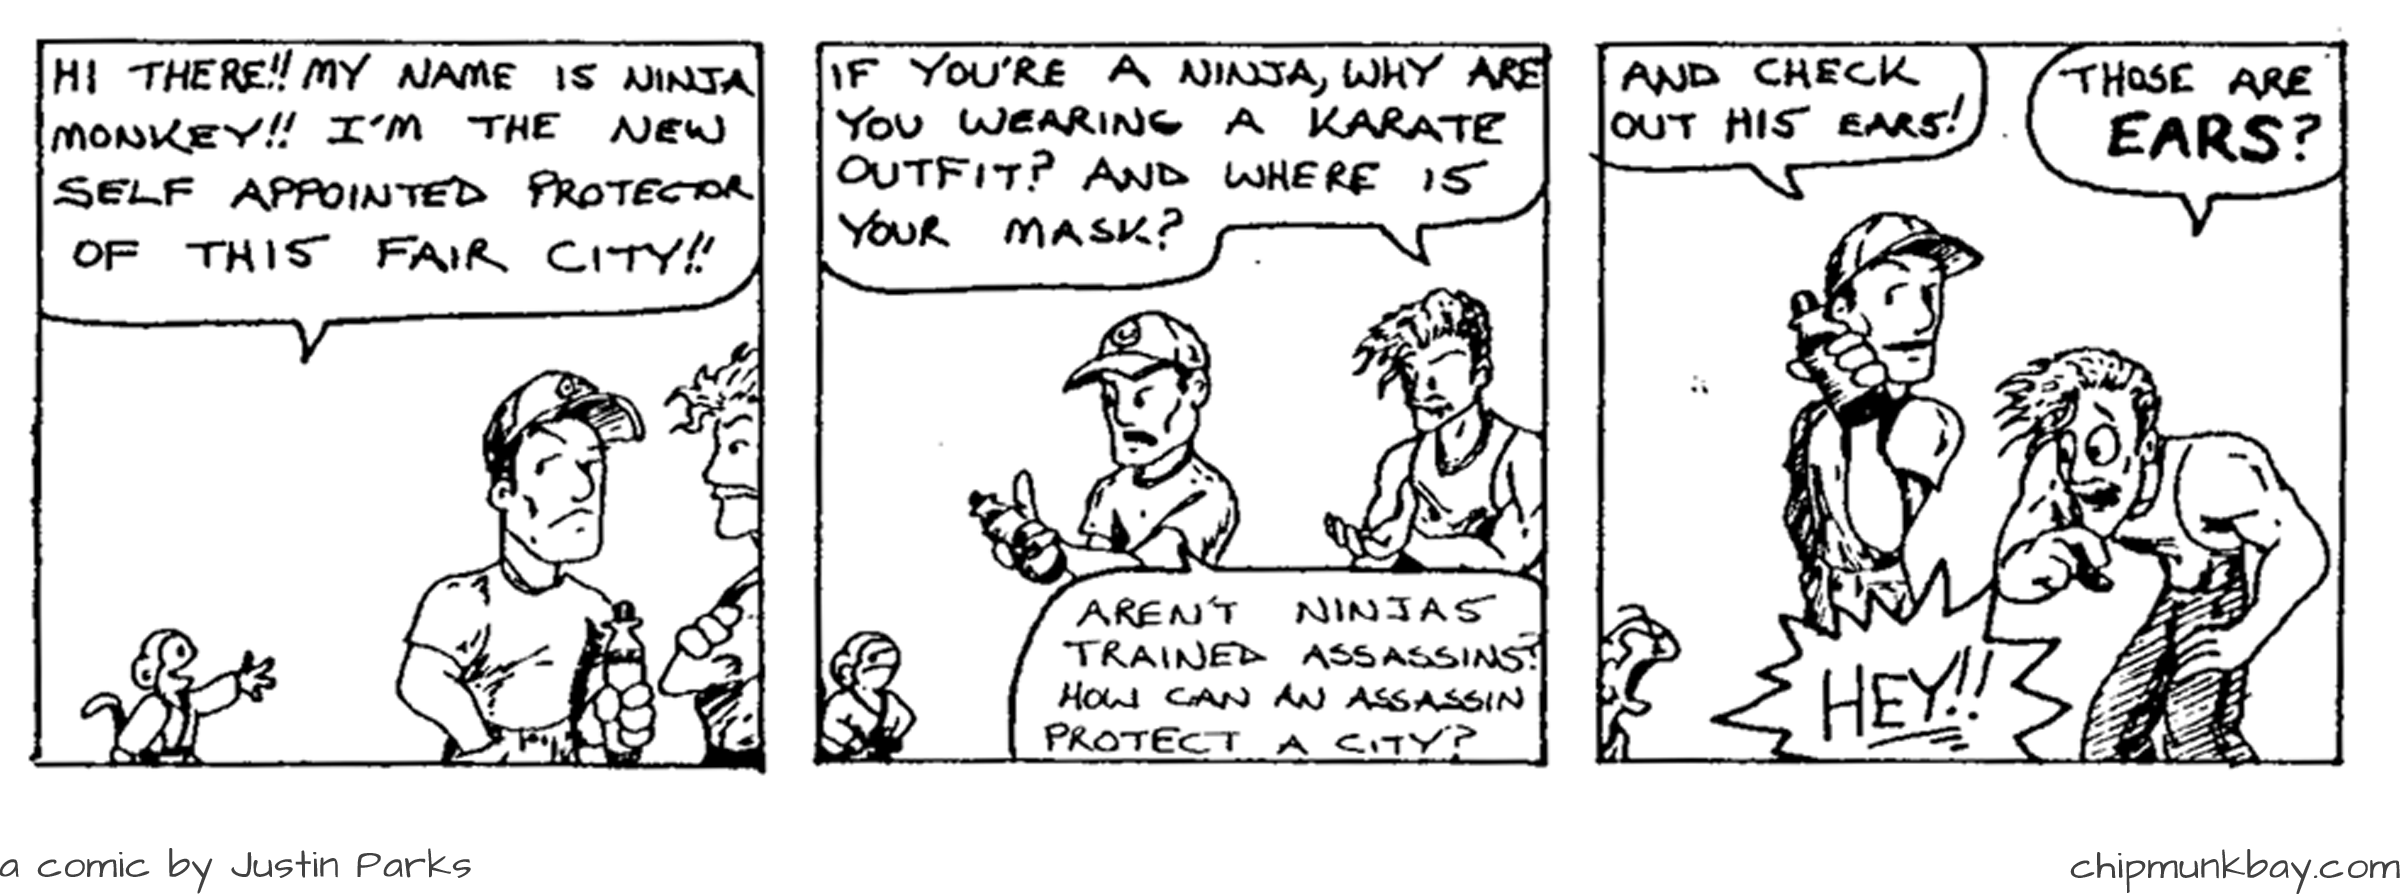 HI THERE!! MY NAME IS NINJA
MONKEY!! I'M THE NEW
SELF APPOINTED PROTECTOR
OF THIS FAIR CITY!!
IF YOU'RE A NINJA, WHY ARE
YOU WEARING A KARATE
OUTFIT? AND WHERE IS
YOUR MASK?
AREN'T NINJAS
TRAINED ASSASSINS?
HOW CAN AN ASSASSIN
PROTECT A CITY?
AND CHECK
OUT HIS EARS!
THOSE ARE
EARS?
HEY!!
a comic by Justin Parks
chipmunkbay.com